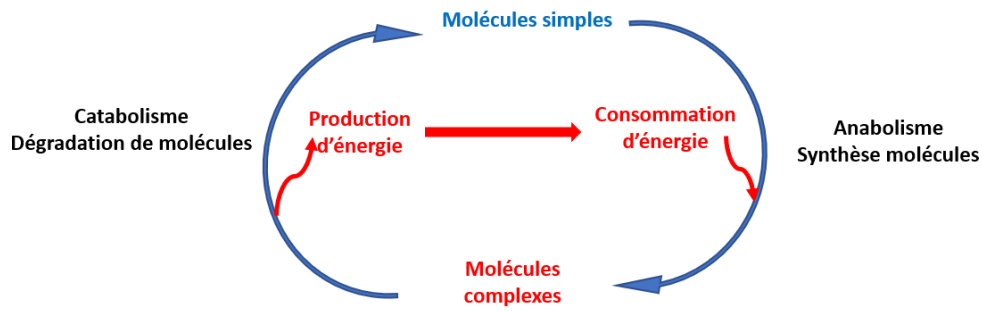 Molécules simples
Catabolisme
Dégradation de molécules
Production
d'énergie
Consommation
d'énergie
Anabolisme
Synthèse molécules
Molécules
complexes